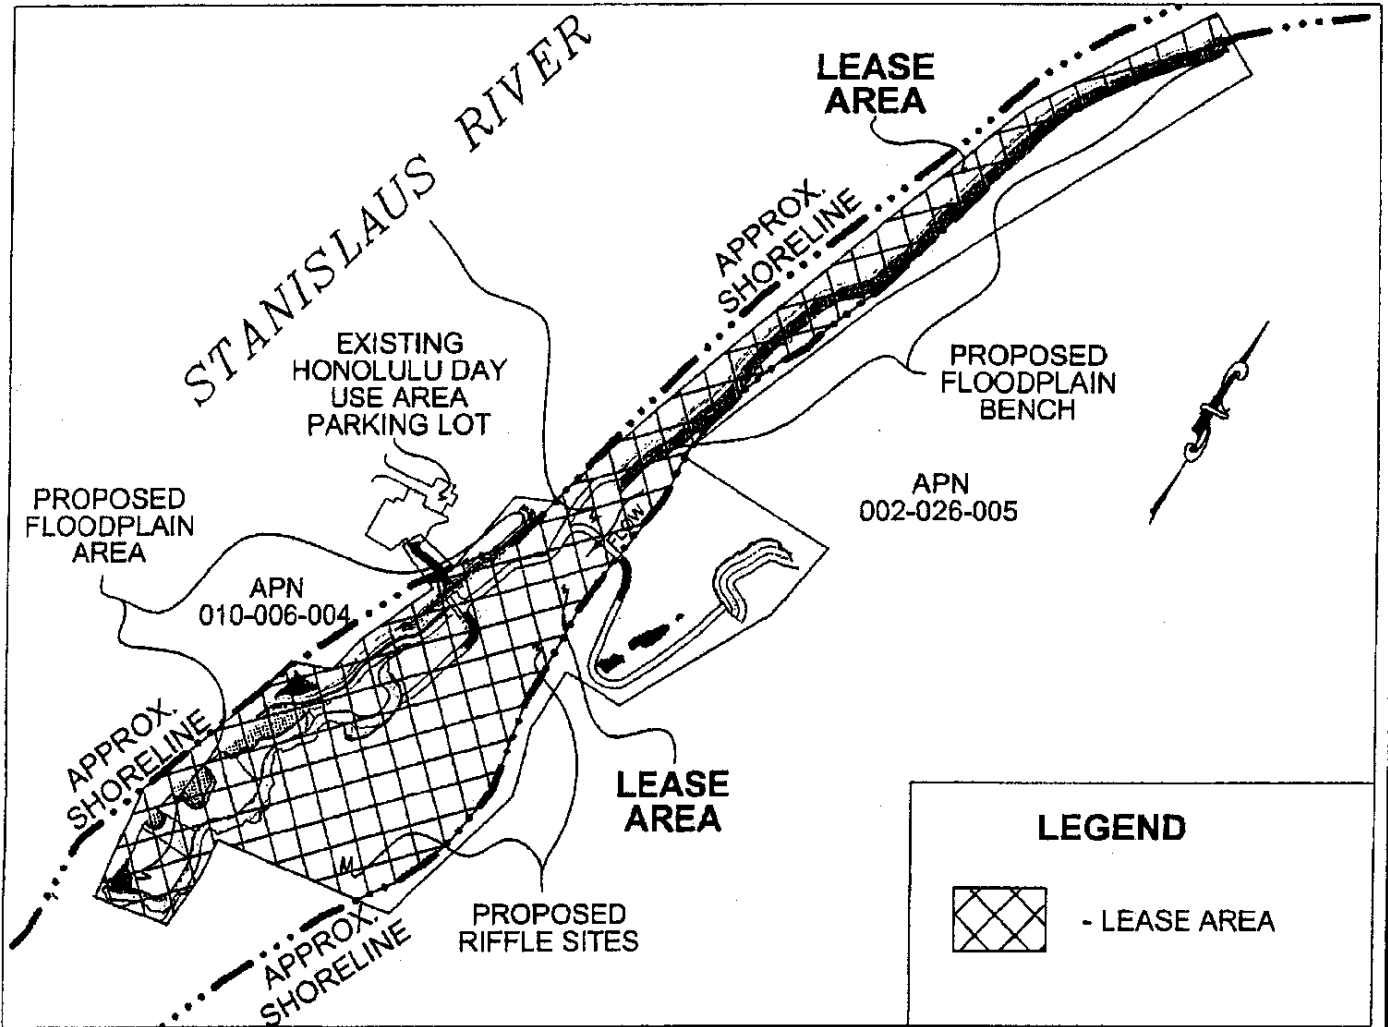 STANISLAUS RIVER
LEASE
AREA
APPROX.
SHORELINE
EXISTING
HONOLULU DAY
USE AREA
PARKING LOT
PROPOSED
FLOODPLAIN
BENCH
APN
002-026-005
PROPOSED
FLOODPLAIN
AREA
APN
010-006-004
FLOW
APPROX.
SHORELINE
LEASE
AREA
PROPOSED
RIFFLE SITES
APPROX.
SHORELINE
LEGEND
- LEASE AREA